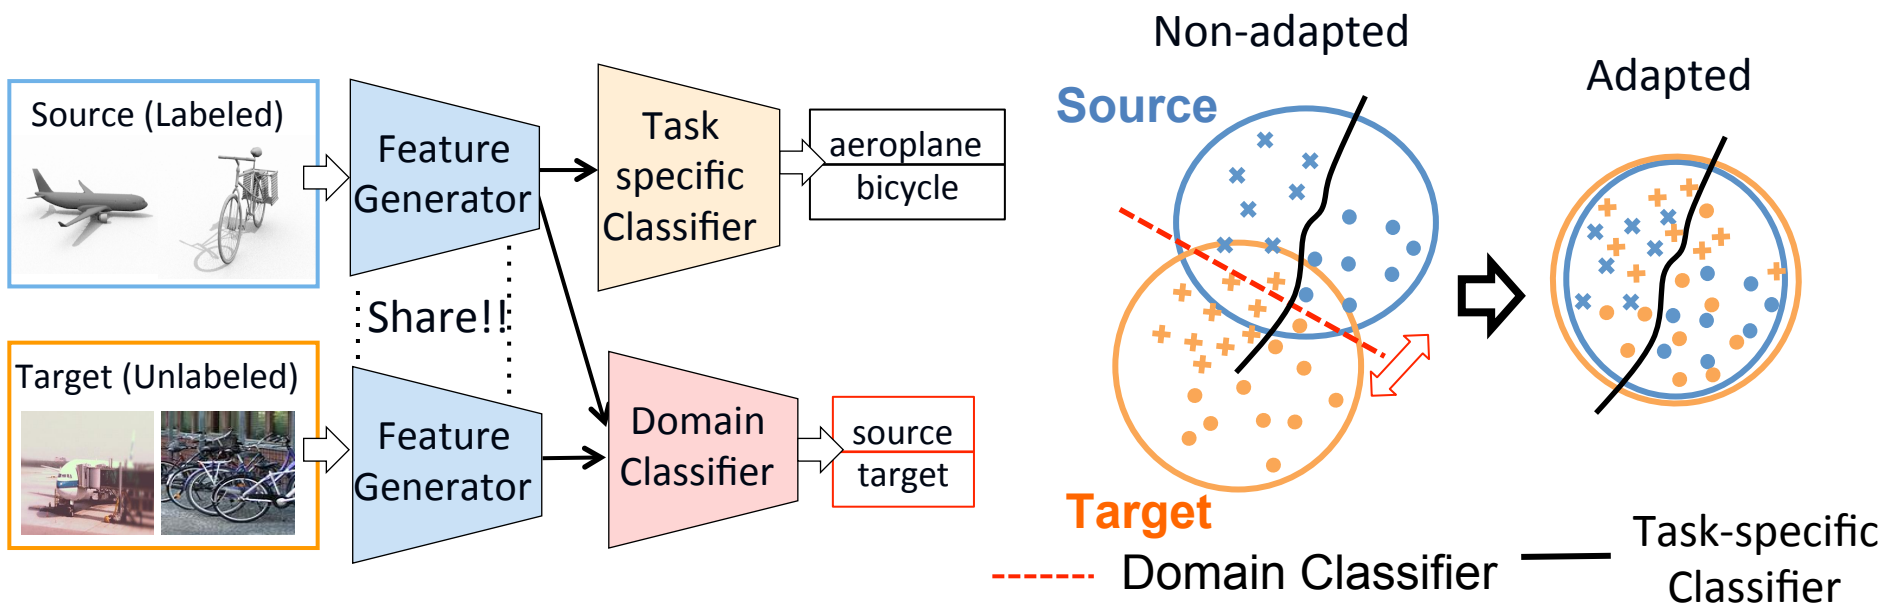 Source (Labeled)
Feature
Generator
Task
specific
Classifier
aeroplane
bicycle
Share!!
Target (Unlabeled)
Feature
Generator
Domain
Classifier
source
target
Non-adapted
Adapted
Source
Target
Domain Classifier
Task-specific
Classifier